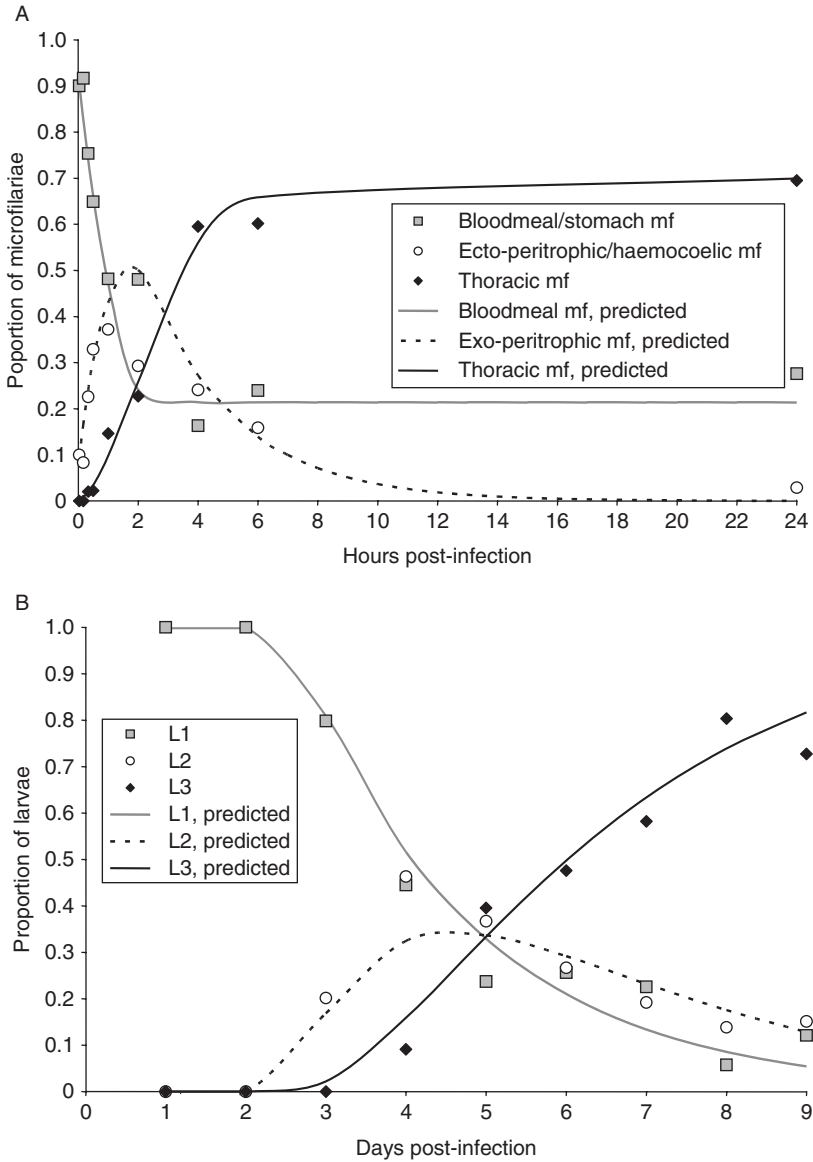 A
Poportion of microfilariae
1.0
0.9
0.8
0.7
0.6
0.5
0.4
0.3
0.2
0.1
0
Bloodmeal/stomach mf
Ecto-peritrophic/haemocoelic mf
Thoracic mf
Bloodmeal mf, predicted
Exo-peritrophic mf, predicted
Thoracic mf, predicted
0 2 4 6 8 10 12 14 16 18 20 22 24
Hours post-infection
B
Proportion of larvae
1.0
0.9
0.8
0.7
0.6
0.5
0.4
0.3
0.2
0.1
0
L1
L2
L3
L1, predicted
L2, predicted
L3, predicted
0 1 2 3 4 5 6 7 8 9
Days post-infection